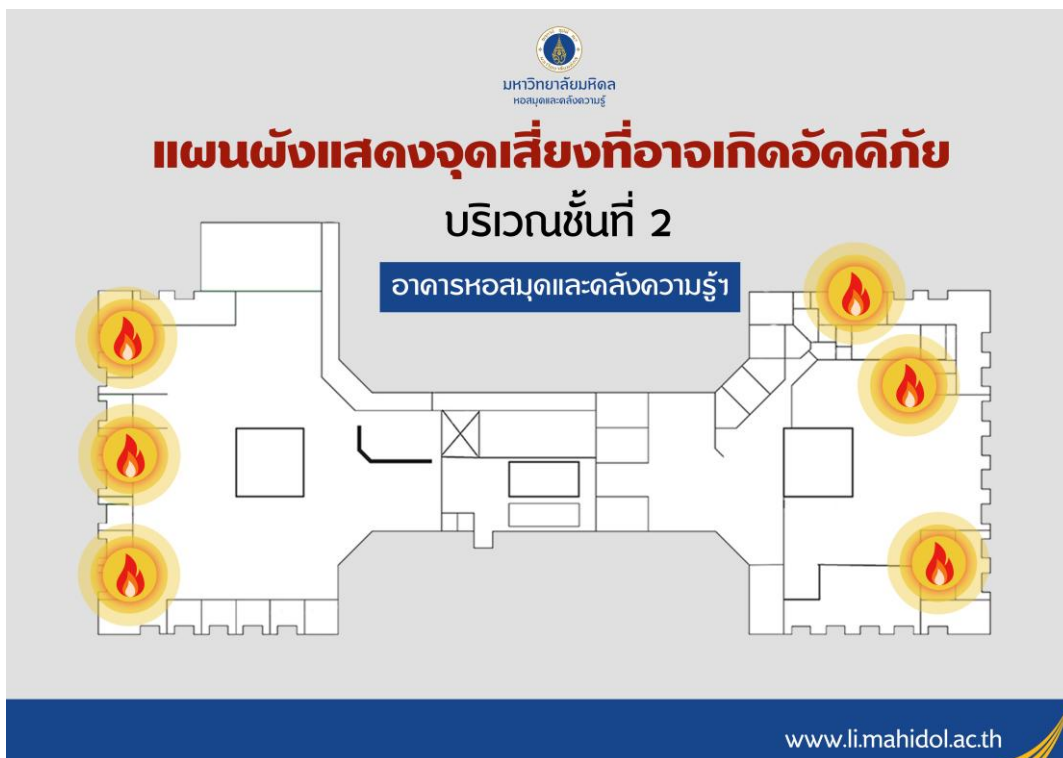 มหาวิทยาลัยมหิดล
หอสมุดและคลังความรู้
แผนผังแสดงจุดเสี่ยงที่อาจเกิดอัคคีภัย
บริเวณชั้นที่ 2
อาคารหอสมุดและคลังความรู้ฯ
www.li.mahidol.ac.th